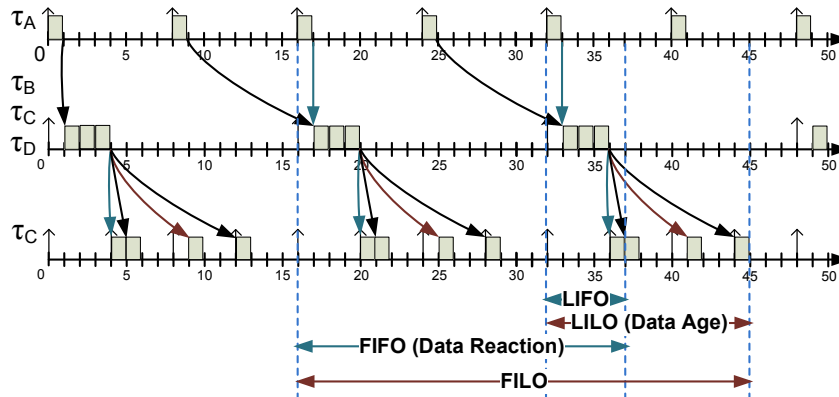 τA
0 5 10 15 20 25 30 35 40 45 50
τB
τC
τD
0 5 10 15 20 25 30 35 40 45 50
τC
0 5 10 15 20 25 30 35 40 45 50
LIFO
LILO (Data Age)
FIFO (Data Reaction)
FILO